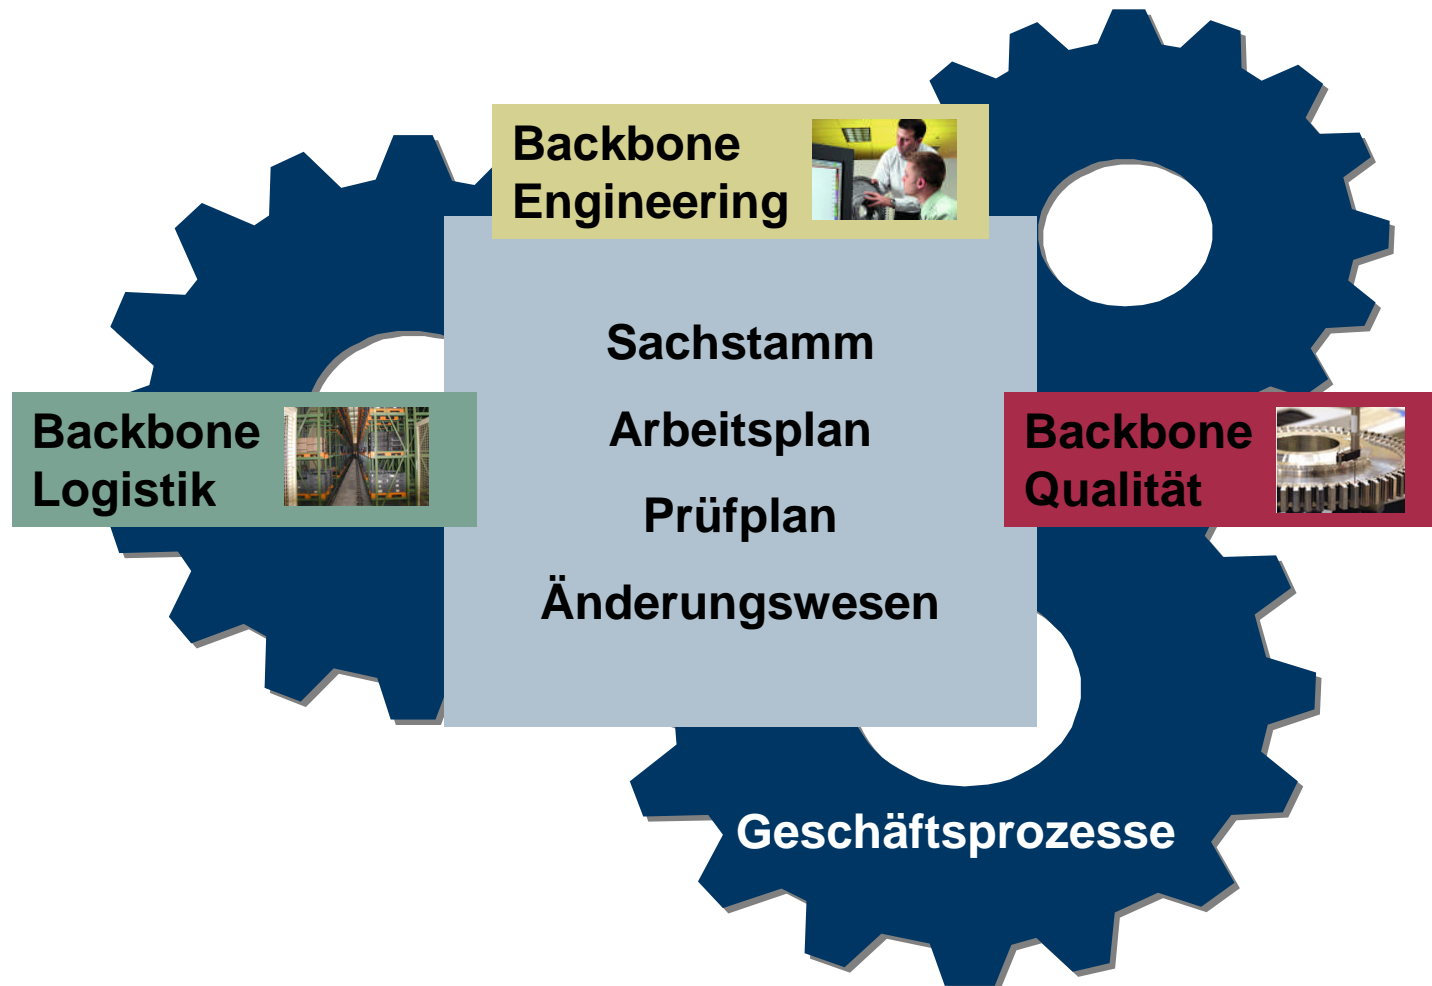 Backbone
Engineering
Sachstamm
Arbeitsplan
Prüfplan
Änderungswesen
Backbone
Logistik
Backbone
Qualität
Geschäftsprozesse